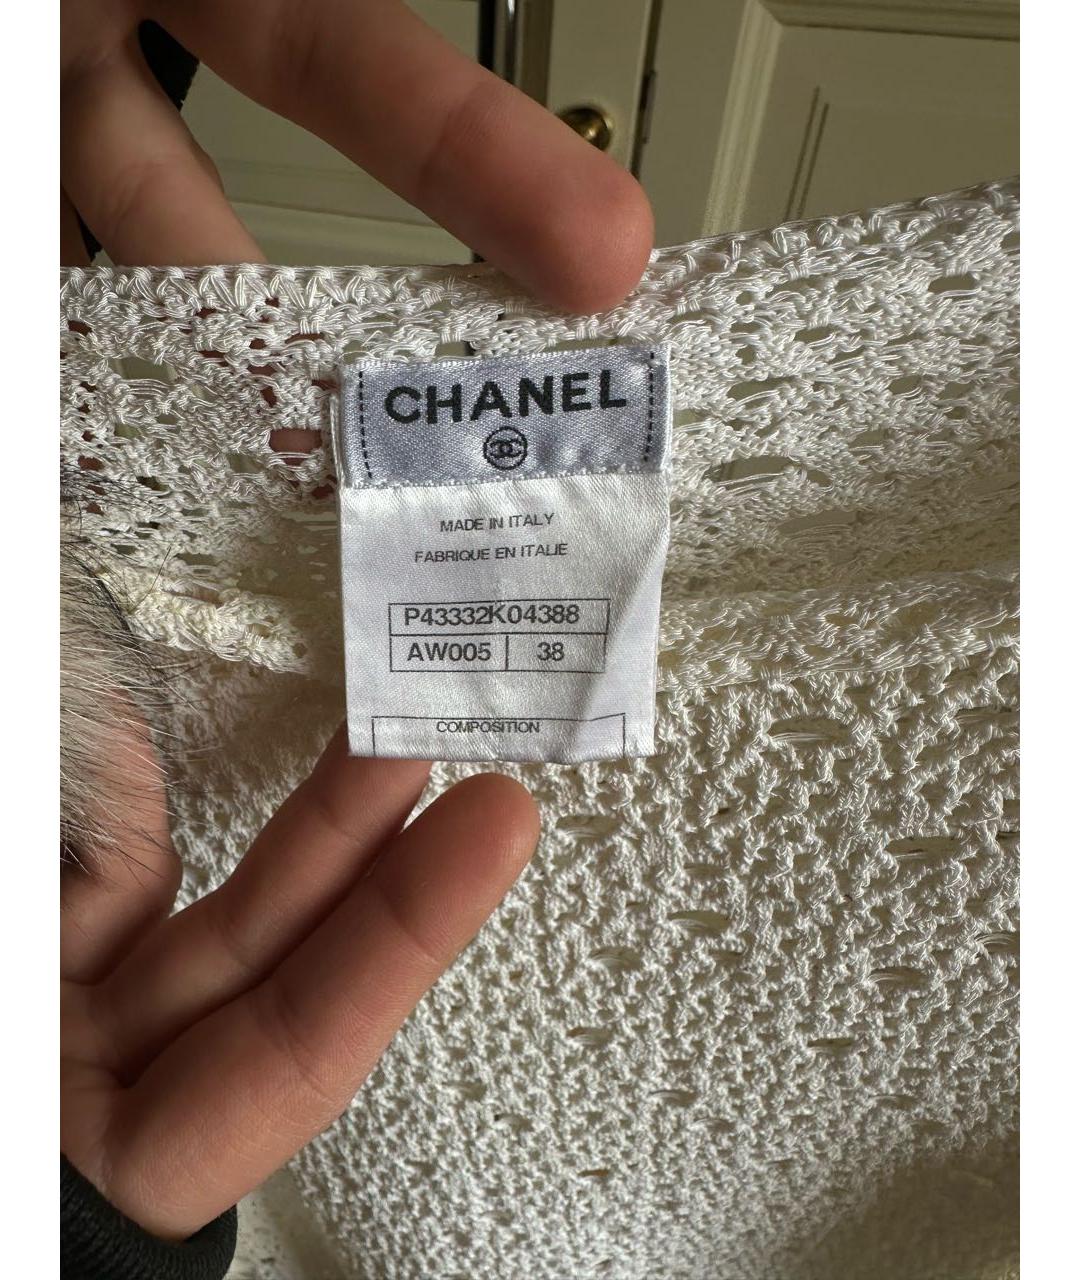 CHANEL
MADE IN ITALY
FABRIQUE EN ITALIE
P43332K04388
AW005 38
COMPOSITION